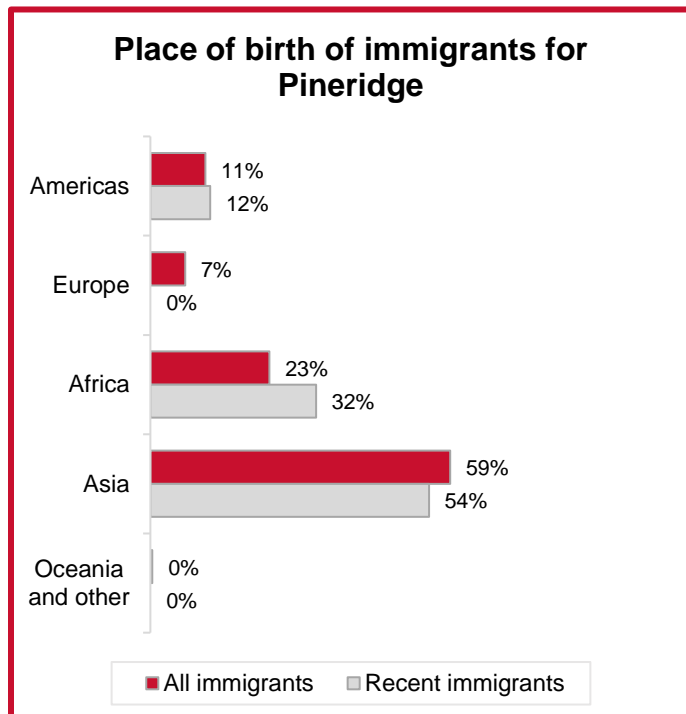 Place of birth of immigrants for
Pineridge
Americas
11%
12%
Europe
7%
0%
Africa
23%
32%
Asia
59%
54%
Oceania
and other
0%
0%
All immigrants
Recent immigrants